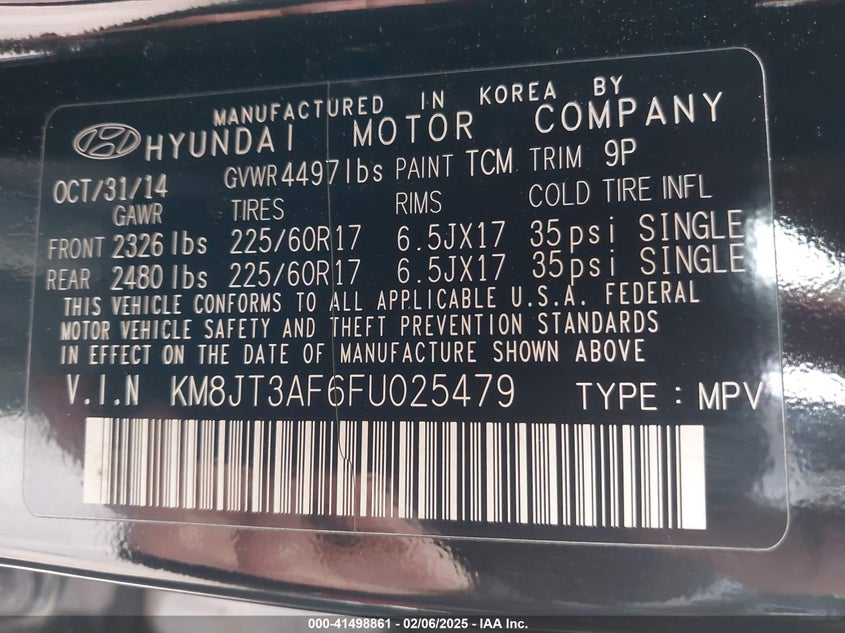 MANUFACTURED IN KOREA BY
HYUNDAI MOTOR COMPANY
OCT/31/14 GVWR 4497lbs PAINT TCM TRIM 9P
GAWR TIRES RIMS COLD TIRE INFL
FRONT 2326 lbs 225/60R17 6.5JX17 35psi SINGLE
REAR 2480 lbs 225/60R17 6.5JX17 35psi SINGLE
THIS VEHICLE CONFORMS TO ALL APPLICABLE U.S.A. FEDERAL
MOTOR VEHICLE SAFETY AND THEFT PREVENTION STANDARDS
IN EFFECT ON THE DATE OF MANUFACTURE SHOWN ABOVE
V.I.N KM8JT3AF6FU025479 TYPE : MPV
000-41498861 - 02/06/2025 - IAA Inc.